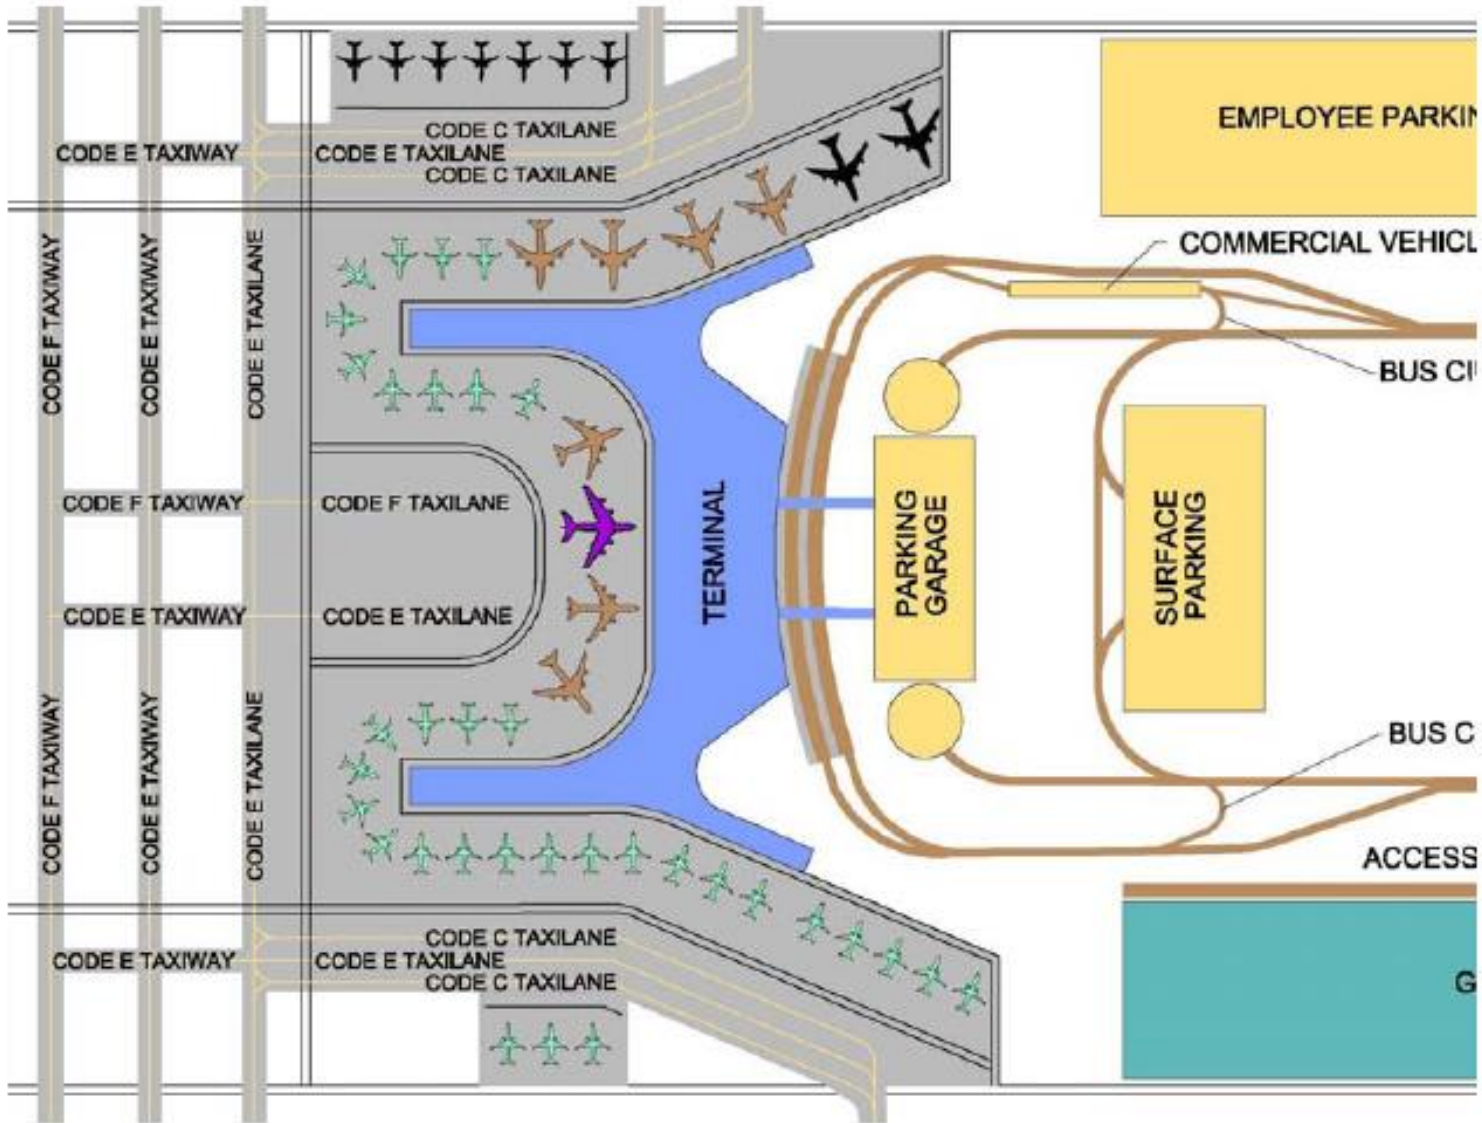 CODE C TAXILANE
CODE E TAXIWAY
CODE E TAXILANE
CODE C TAXILANE
EMPLOYEE PARKIN
COMMERCIAL VEHICL
CODE F TAXIWAY
CODE E TAXIWAY
CODE E TAXILANE
BUS CI
CODE F TAXIWAY
CODE F TAXILANE
TERMINAL
PARKING
GARAGE
SURFACE
PARKING
CODE E TAXIWAY
CODE E TAXILANE
CODE F TAXIWAY
CODE E TAXIWAY
CODE E TAXILANE
BUS C
ACCESS
CODE C TAXILANE
CODE E TAXIWAY
CODE E TAXILANE
CODE C TAXILANE
G